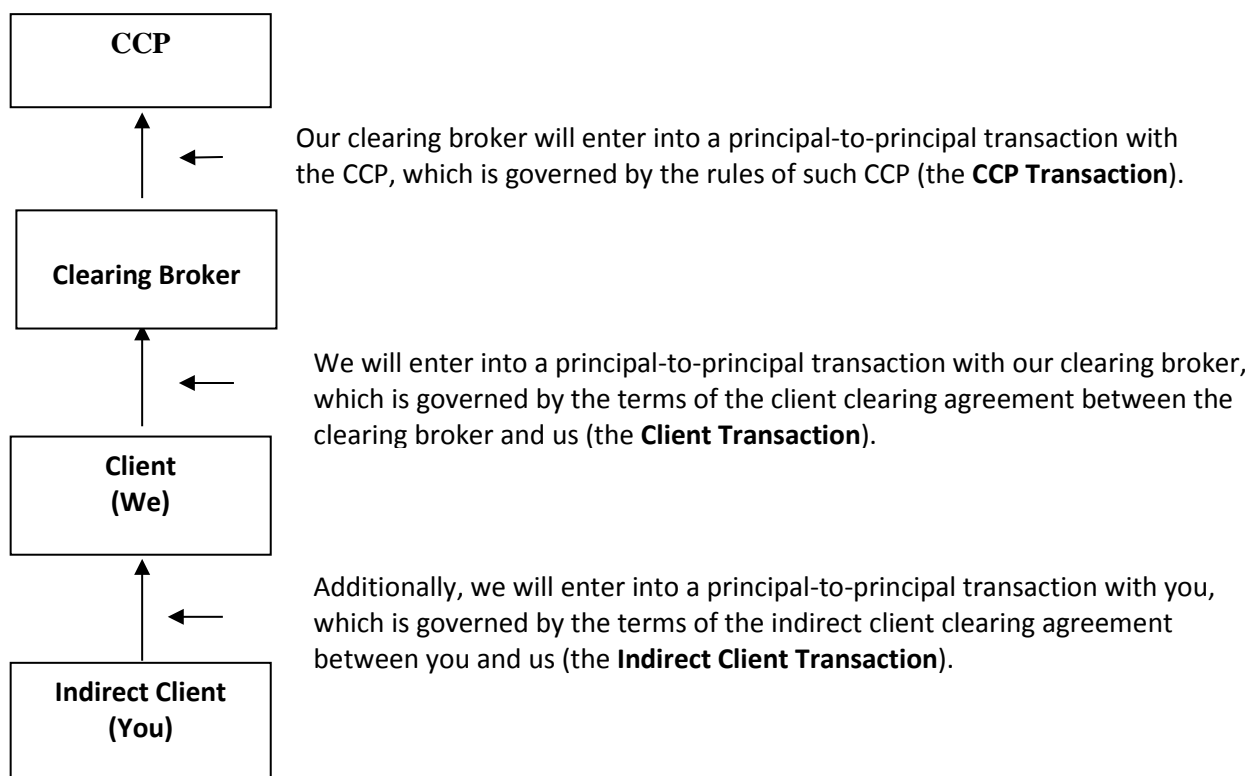 CCP
Our clearing broker will enter into a principal-to-principal transaction with
the CCP, which is governed by the rules of such CCP (the CCP Transaction).
Clearing Broker
We will enter into a principal-to-principal transaction with our clearing broker,
which is governed by the terms of the client clearing agreement between the
clearing broker and us (the Client Transaction).
Client
(We)
Additionally, we will enter into a principal-to-principal transaction with you,
which is governed by the terms of the indirect client clearing agreement
between you and us (the Indirect Client Transaction).
Indirect Client
(You)